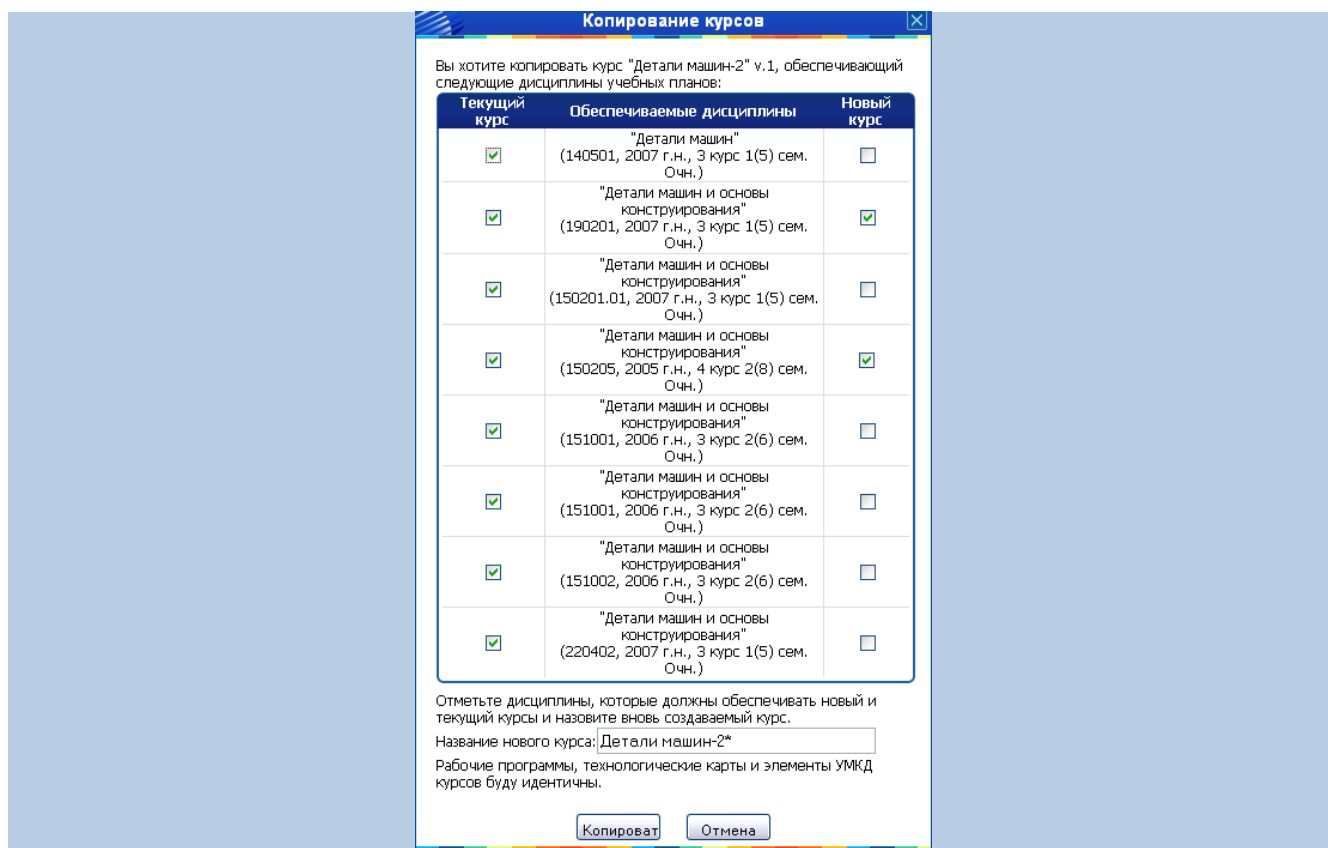 Копирование курсов
Вы хотите копировать курс "Детали машин-2" v.1, обеспечивающий
следующие дисциплины учебных планов:
Текущий курс
Обеспечиваемые дисциплины
Новый курс
"Детали машин"
(140501, 2007 г.н., 3 курс 1(5) сем.
Очн.)
"Детали машин и основы
конструирования"
(190201, 2007 г.н., 3 курс 1(5) сем.
Очн.)
"Детали машин и основы
конструирования"
(150201.01, 2007 г.н., 3 курс 1(5) сем.
Очн.)
"Детали машин и основы
конструирования"
(150205, 2005 г.н., 4 курс 2(8) сем.
Очн.)
"Детали машин и основы
конструирования"
(151001, 2006 г.н., 3 курс 2(6) сем.
Очн.)
"Детали машин и основы
конструирования"
(151001, 2006 г.н., 3 курс 2(6) сем.
Очн.)
"Детали машин и основы
конструирования"
(151002, 2006 г.н., 3 курс 2(6) сем.
Очн.)
"Детали машин и основы
конструирования"
(220402, 2007 г.н., 3 курс 1(5) сем.
Очн.)
Отметьте дисциплины, которые должны обеспечивать новый и
текущий курсы и назовите вновь создаваемый курс.
Название нового курса: Детали машин-2*
Рабочие программы, технологические карты и элементы УМКД
курсов буду идентичны.
Копироват Отмена